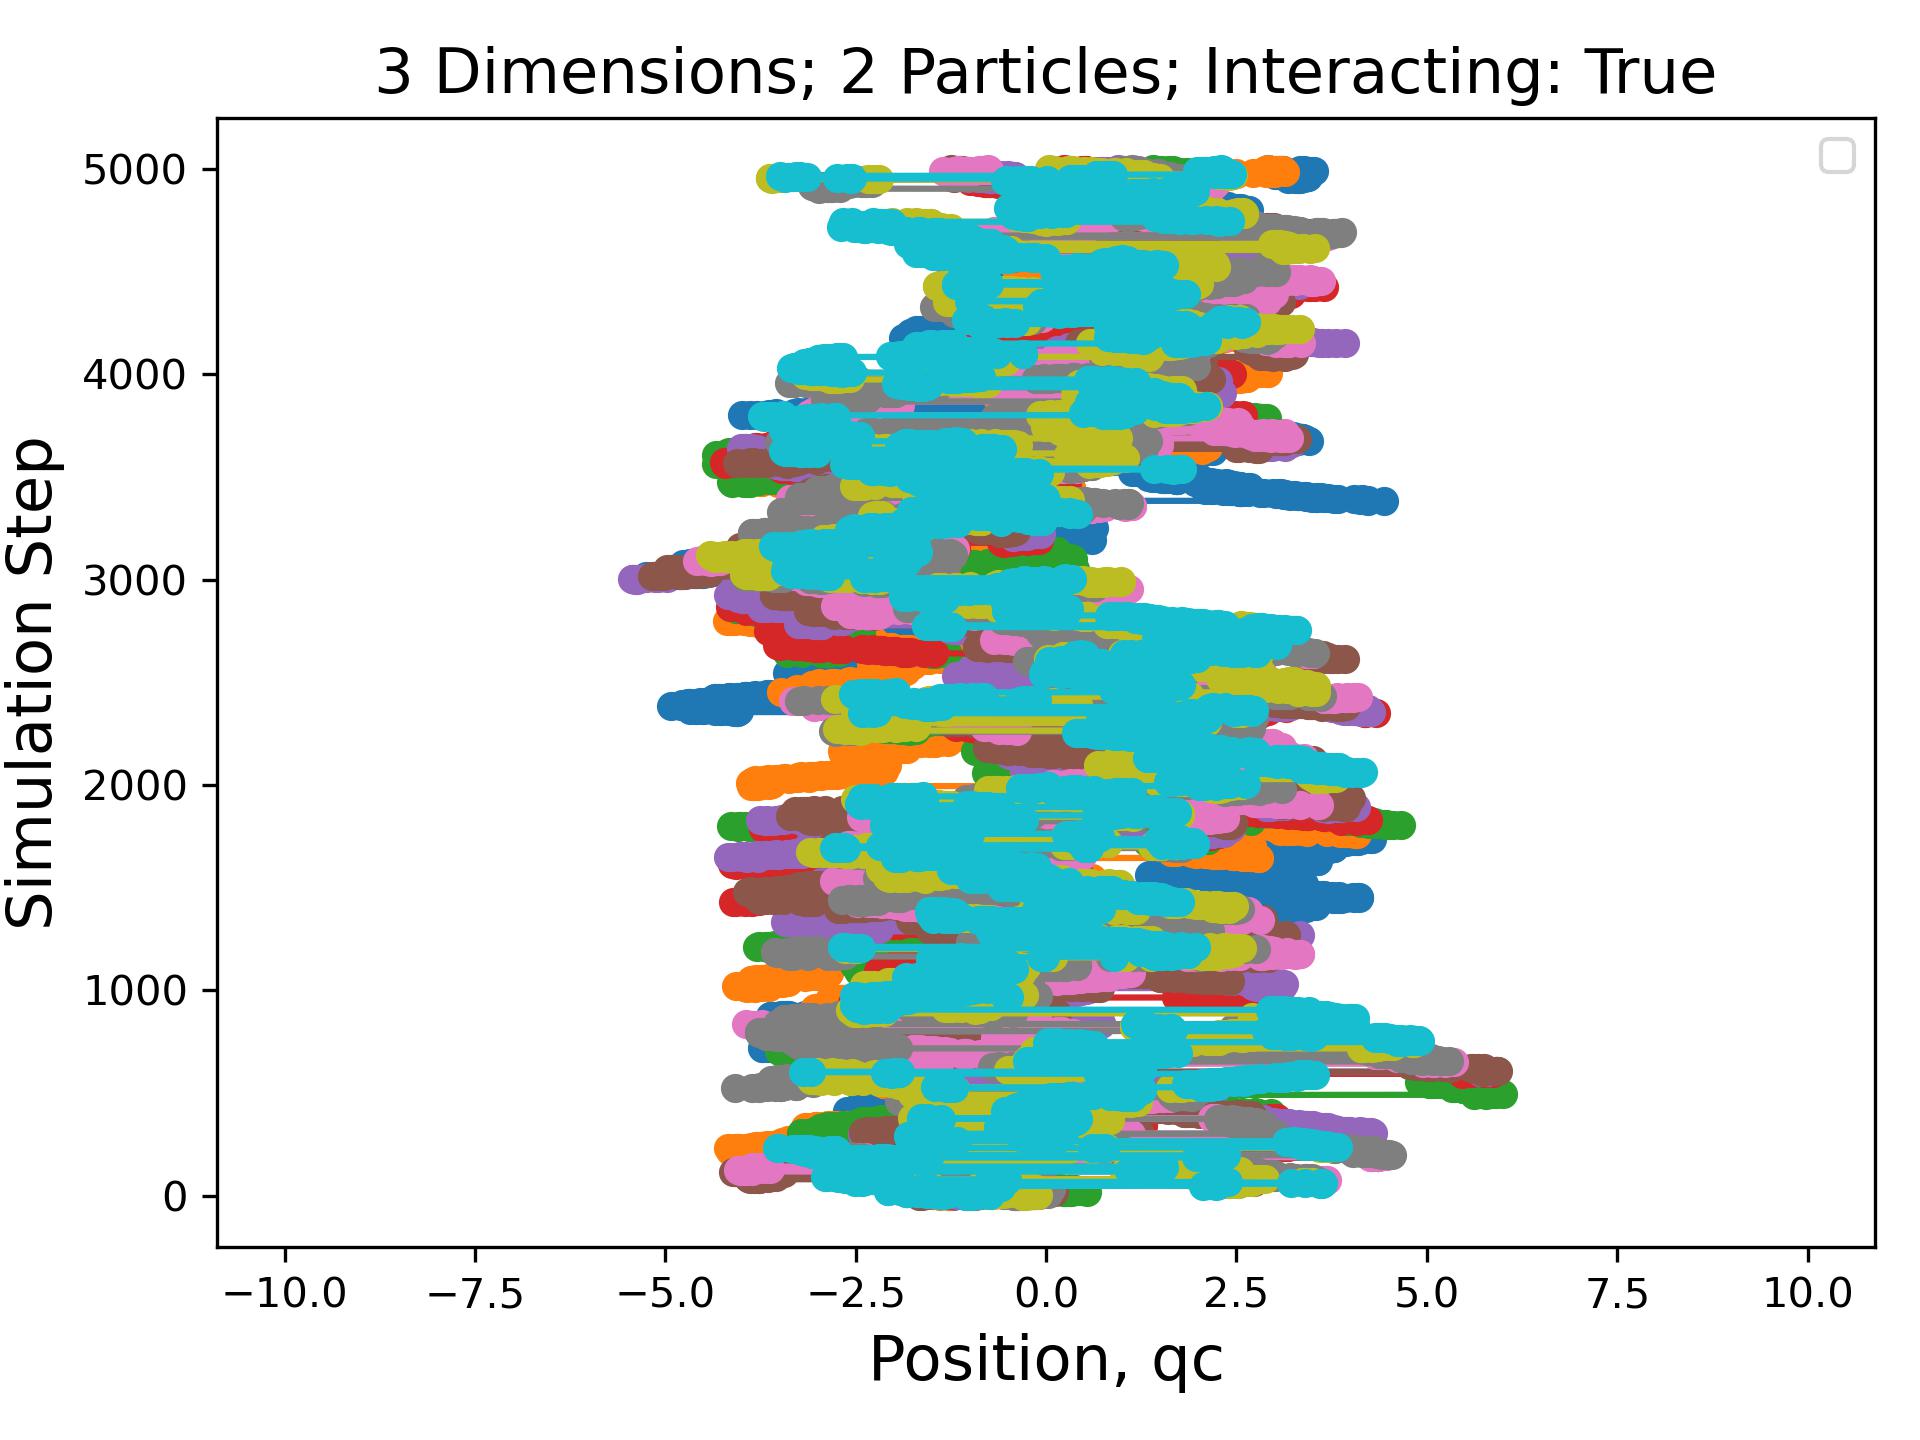 3 Dimensions; 2 Particles; Interacting: True
5000
4000
3000
2000
1000
0
Simulation Step
−10.0 −7.5 −5.0 −2.5 0.0 2.5 5.0 7.5 10.0
Position, qc